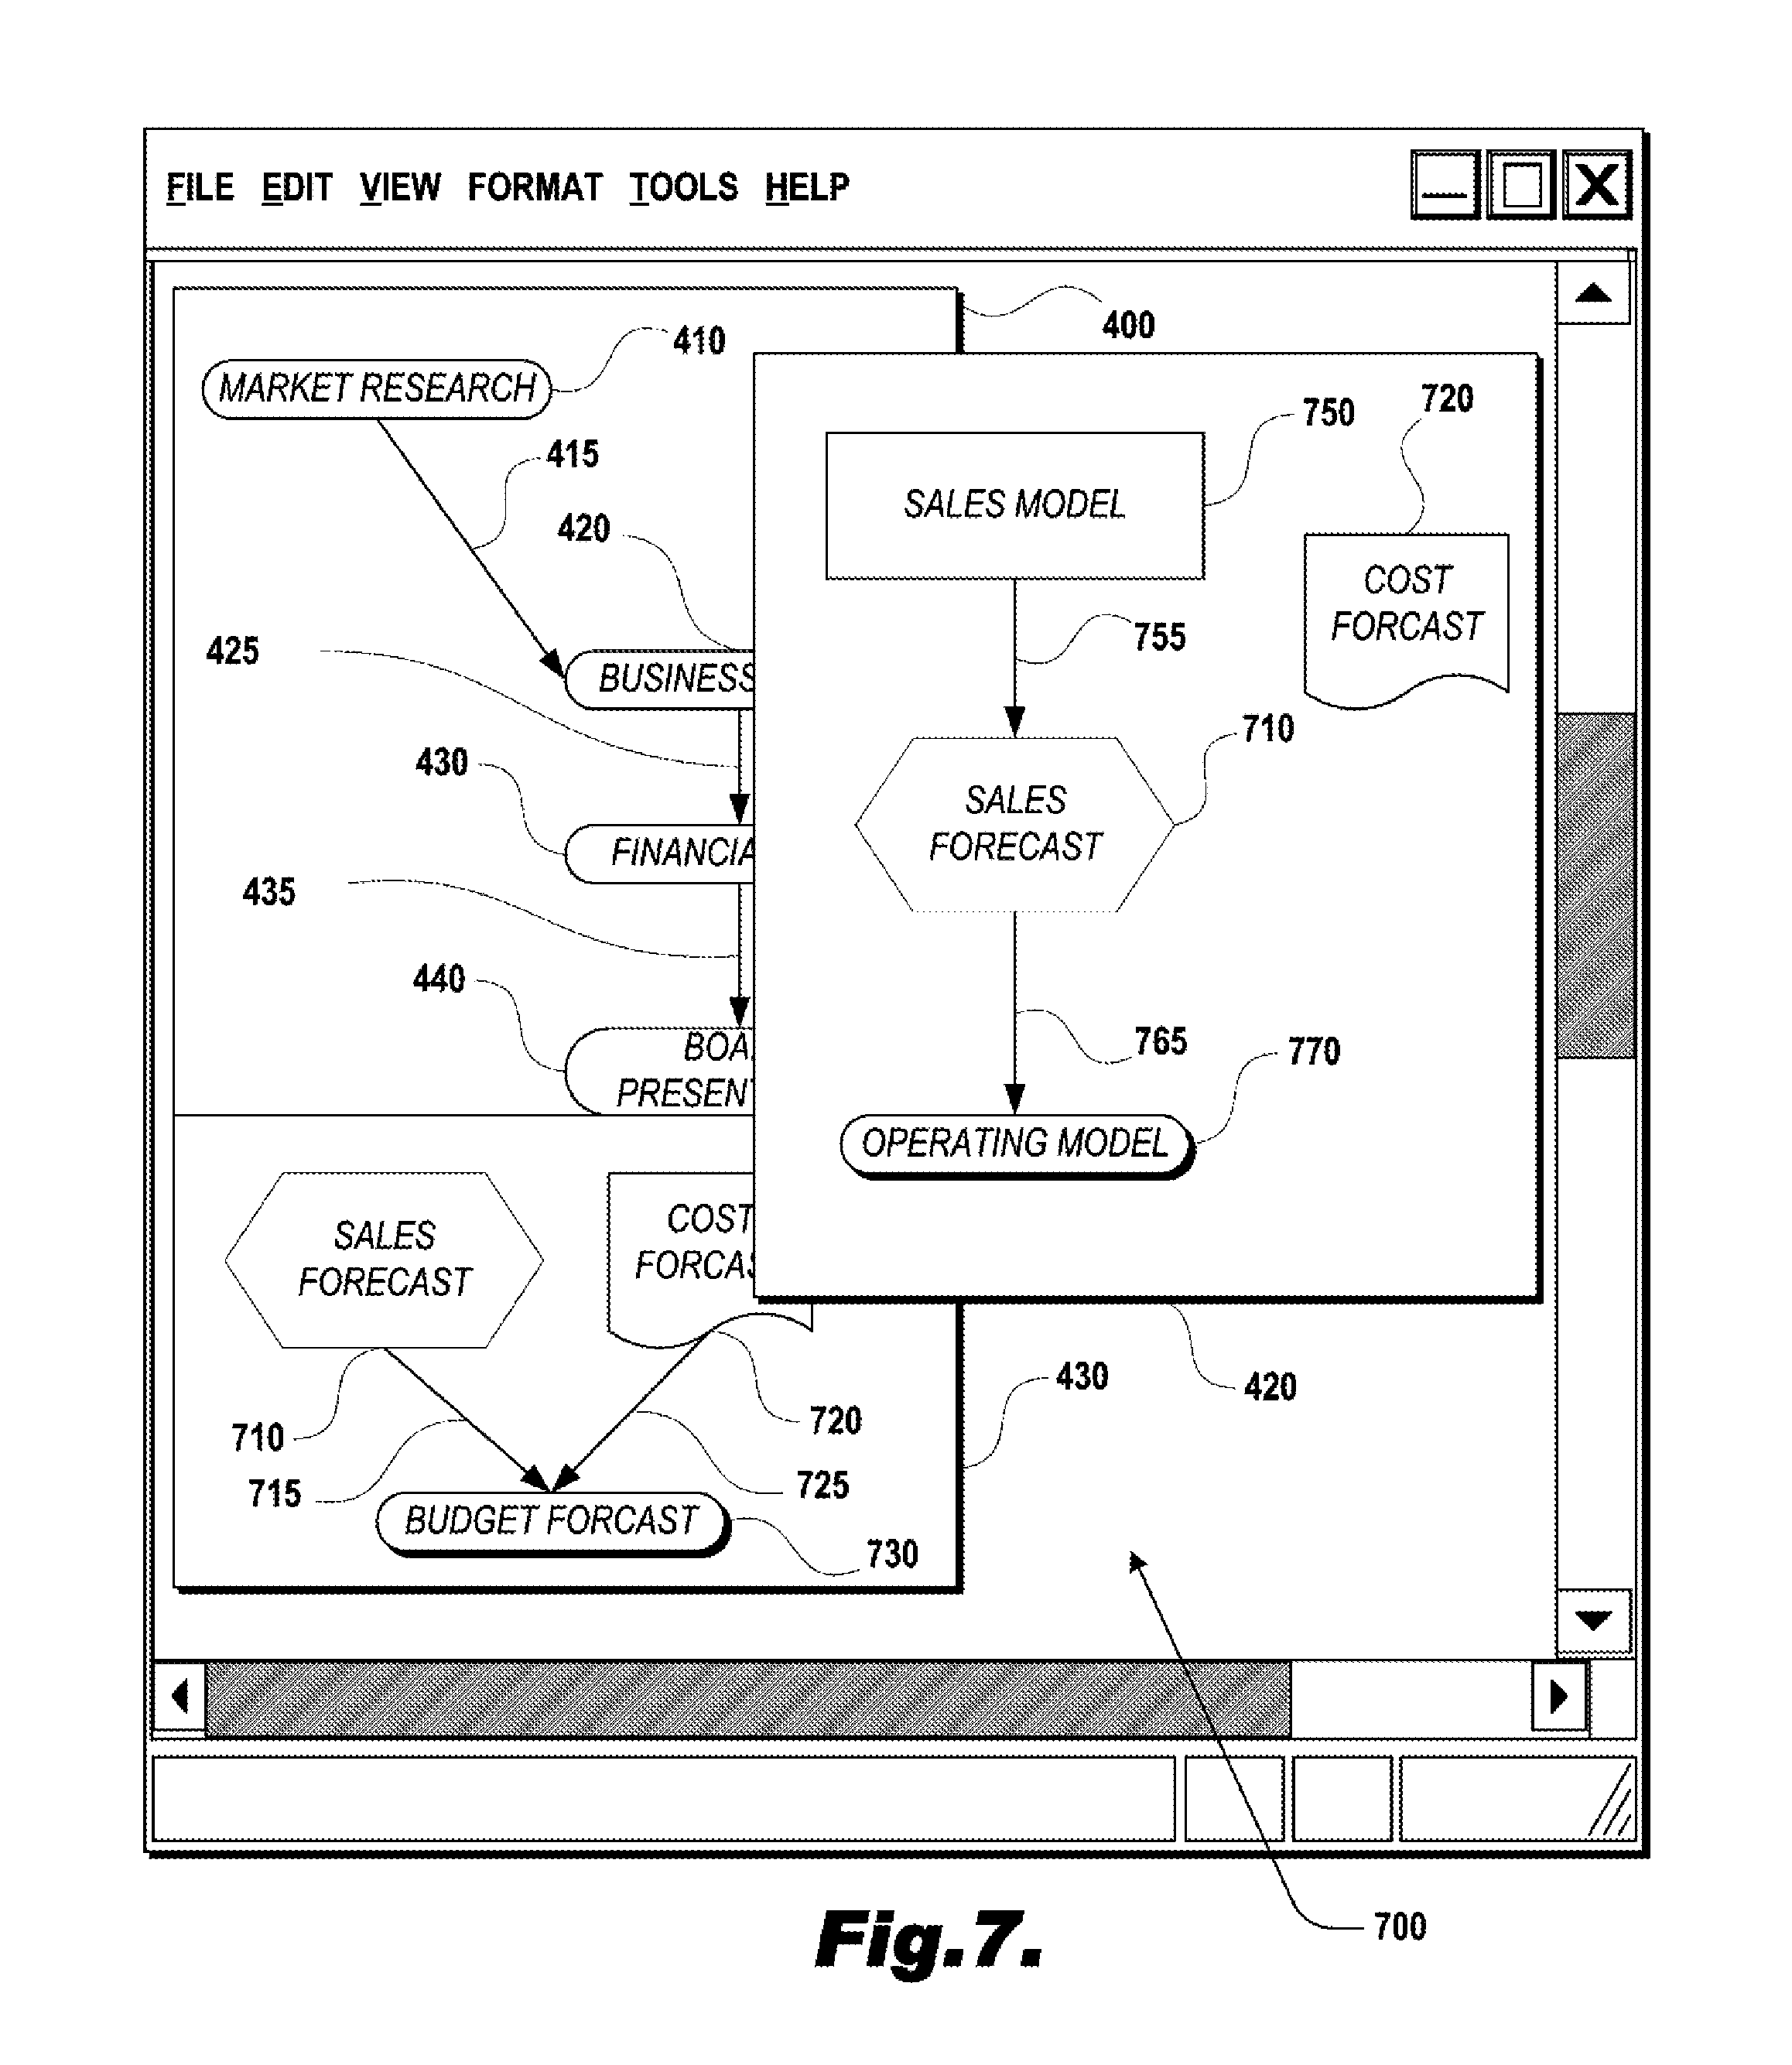 FILE EDIT VIEW FORMAT TOOLS HELP
400
410
MARKET RESEARCH
415
420
425
BUSINESS
430
FINANCIA
435
440
BOA
PRESEN
750
720
SALES MODEL
COST
FORCAST
755
710
SALES
FORECAST
765
770
OPERATING MODEL
SALES
FORECAST
COST
FORCAS
430
420
710
720
715
725
BUDGET FORCAST
730
700
Fig.7.